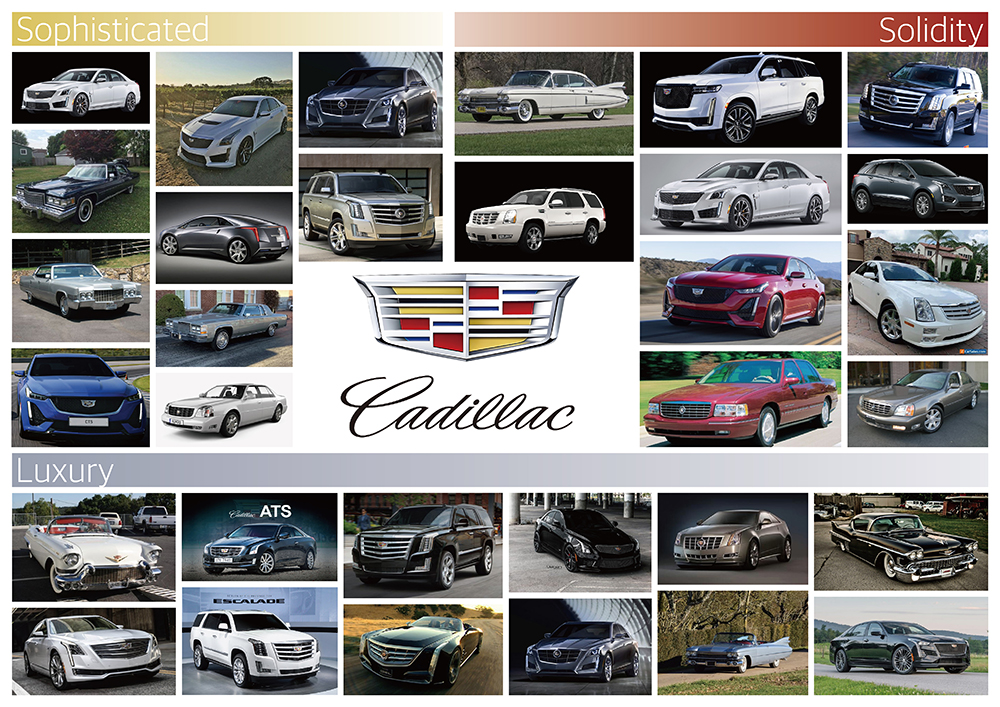 Sophisticated
Solidity
CT5
Cadillac
Luxury
Cadillac ATS
ESCALADE